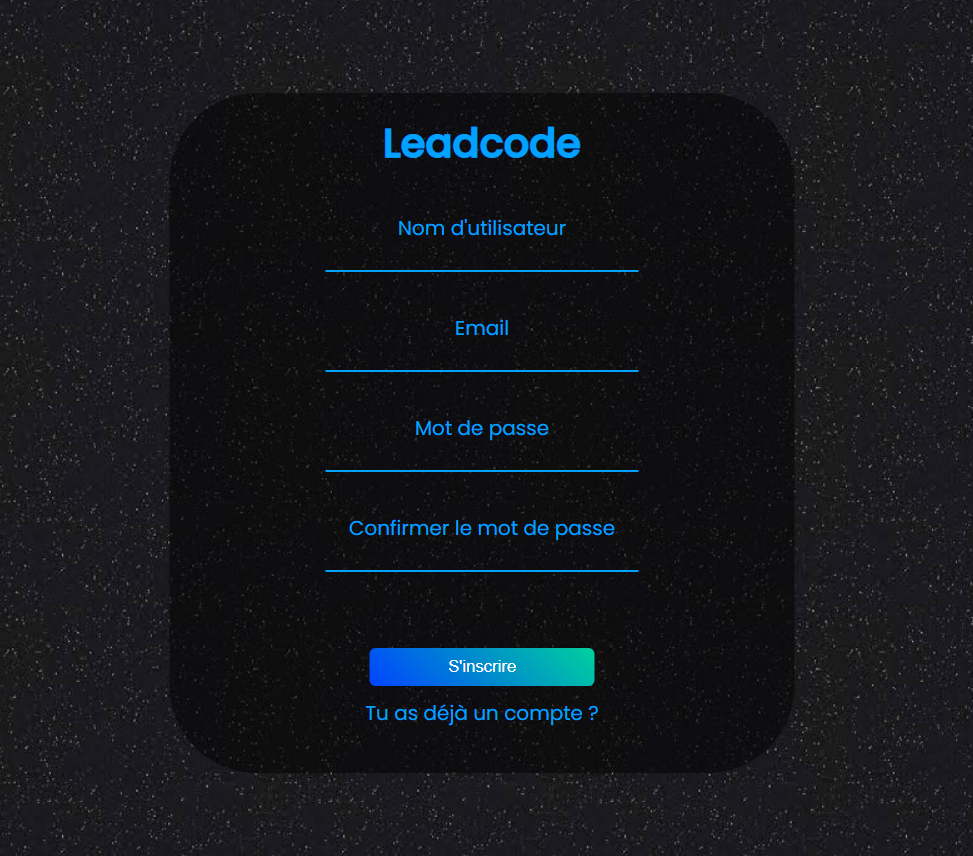 Leadcode
Nom d'utilisateur
Email
Mot de passe
Confirmer le mot de passe
S'inscrire
Tu as déjà un compte ?